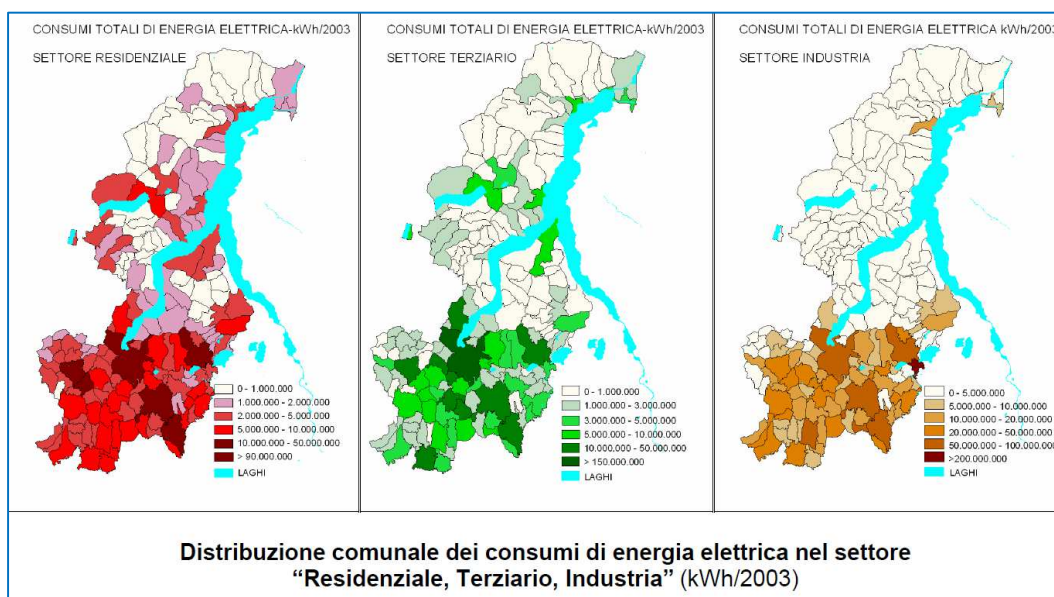 CONSUMI TOTALI DI ENERGIA ELETTRICA-kWh/2003
SETTORE RESIDENZIALE
0 - 1.000.000
1.000.000 - 2.000.000
2.000.000 - 5.000.000
5.000.000 - 10.000.000
10.000.000 - 50.000.000
> 90.000.000
LAGHI
CONSUMI TOTALI DI ENERGIA ELETTRICA-kWh/2003
SETTORE TERZIARIO
0 - 1.000.000
1.000.000 - 3.000.000
3.000.000 - 5.000.000
5.000.000 - 10.000.000
10.000.000 - 50.000.000
> 150.000.000
LAGHI
CONSUMI TOTALI DI ENERGIA ELETTRICA kWh/2003
SETTORE INDUSTRIA
0 - 5.000.000
5.000.000 - 10.000.000
10.000.000 - 20.000.000
20.000.000 - 50.000.000
50.000.000 - 100.000.000
>200.000.000
LAGHI
Distribuzione comunale dei consumi di energia elettrica nel settore
“Residenziale, Terziario, Industria” (kWh/2003)